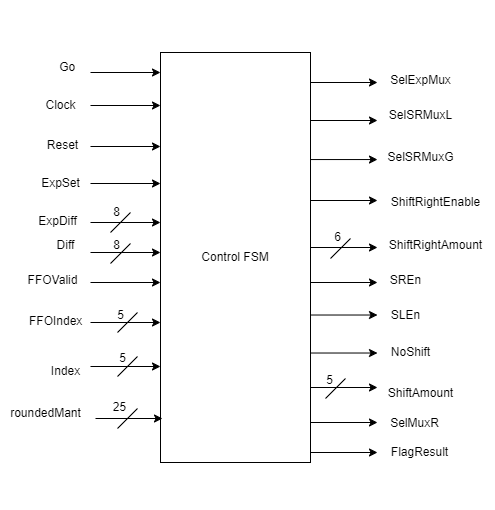 Go
Clock
Reset
ExpSet
8
ExpDiff
8
Diff
FFOValid
5
FFOIndex
5
Index
25
roundedMant
Control FSM
SelExpMux
SelSRMuxL
SelSRMuxG
ShiftRightEnable
6
ShiftRightAmount
SREn
SLEn
NoShift
5
ShiftAmount
SelMuxR
FlagResult